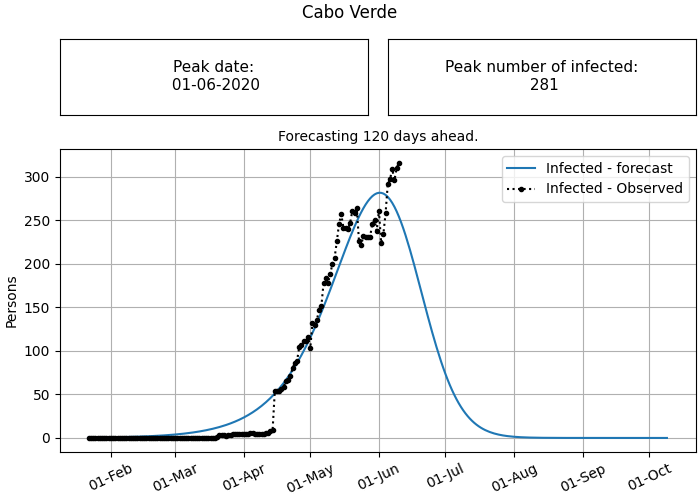 Cabo Verde
Peak date:
01-06-2020
Peak number of infected:
281
Forecasting 120 days ahead.
Infected - forecast
Infected - Observed
Persons
300
250
200
150
100
50
0
01-Feb
01-Mar
01-Apr
01-May
01-Jun
01-Jul
01-Aug
01-Sep
01-Oct